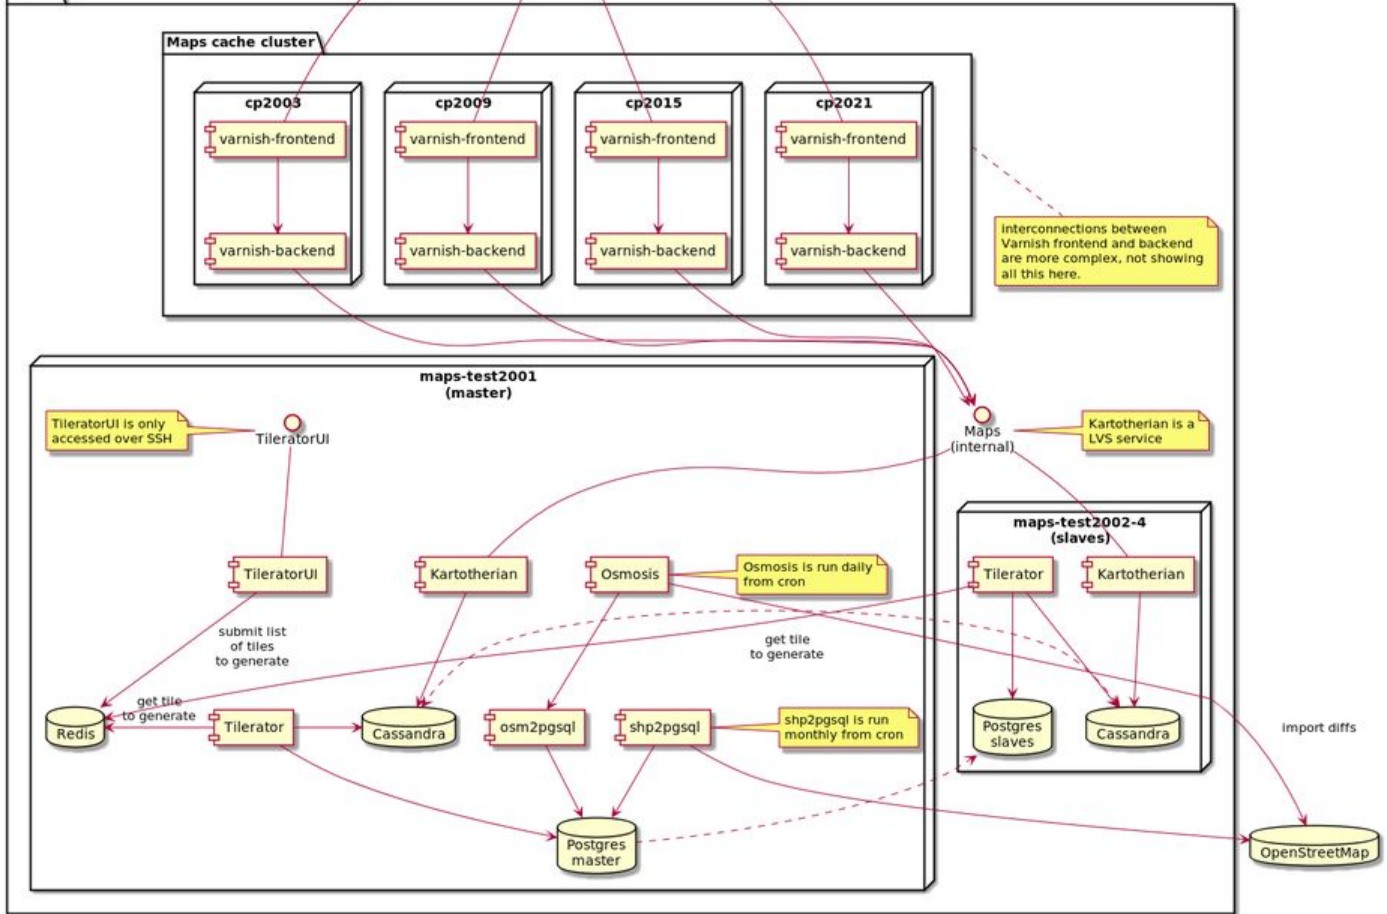 Maps cache cluster
cp2003
cp2009
cp2015
cp2021
varnish-frontend
varnish-frontend
varnish-frontend
varnish-frontend
varnish-backend
varnish-backend
varnish-backend
varnish-backend
interconnections between
Varnish frontend and backend
are more complex, not showing
all this here.
maps-test2001
(master)
TileratorUI is only
accessed over SSH
TileratorUI
Maps
(internal)
Kartotherian is a
LVS service
maps-test2002-4
(slaves)
TileratorUI
Kartotherian
Osmosis
Osmosis is run daily
from cron
Tilerator
Kartotherian
submit list
of tiles
to generate
get tile
to generate
get tile
to generate
Redis
Tilerator
Cassandra
osm2pgsql
shp2pgsql
shp2pgsql is run
monthly from cron
Postgres
slaves
Cassandra
import diffs
Postgres
master
OpenStreetMap